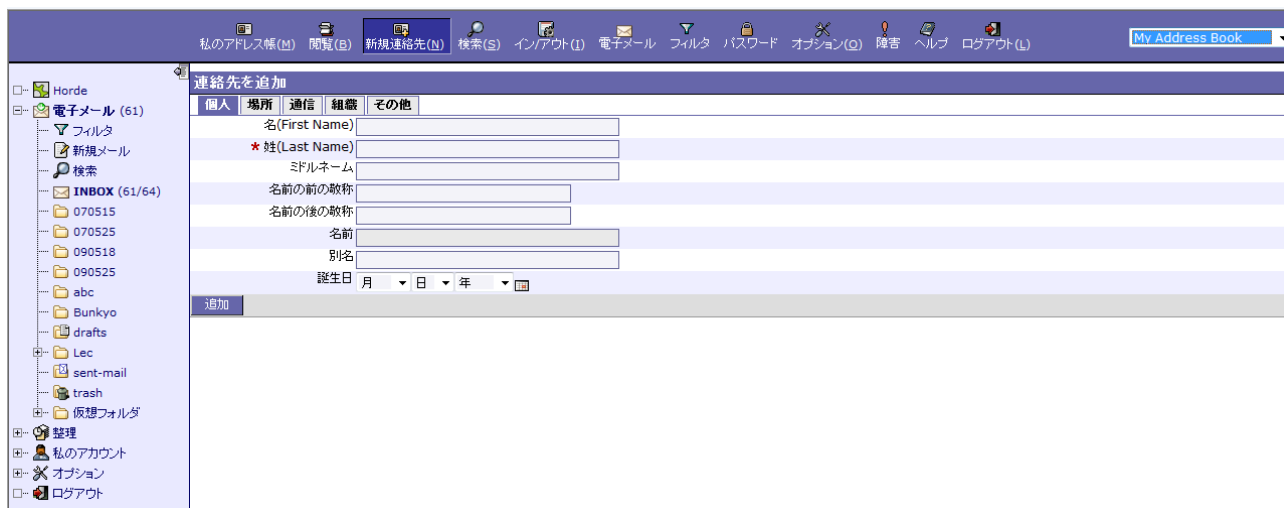 私のアドレス帳(M) 閲覧(B) 新規連絡先(N) 検索(S) イン/アウト(I) 電子メール フィルタ パスワード オプション(O) 障害 ヘルプ ログアウト(L) My Address Book
Horde
電子メール (61)
フィルタ
新規メール
検索
INBOX (61/64)
070515
070525
090518
090525
abc
Bunkyo
drafts
Lec
sent-mail
trash
仮想フォルダ
整理
私のアカウント
オプション
ログアウト
連絡先を追加
個人 場所 通信 組織 その他
名(First Name)
* 姓(Last Name)
ミドルネーム
名前の前の敬称
名前の後の敬称
名前
別名
誕生日 月 日 年
追加